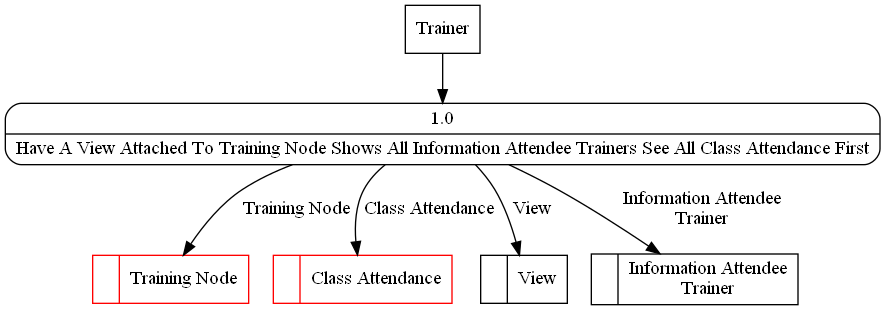 Trainer
1.0
Have A View Attached To Training Node Shows All Information Attendee Trainers See All Class Attendance First
Training Node
Class Attendance
View
Information Attendee
Trainer
Training Node
Class Attendance
View
Information Attendee
Trainer